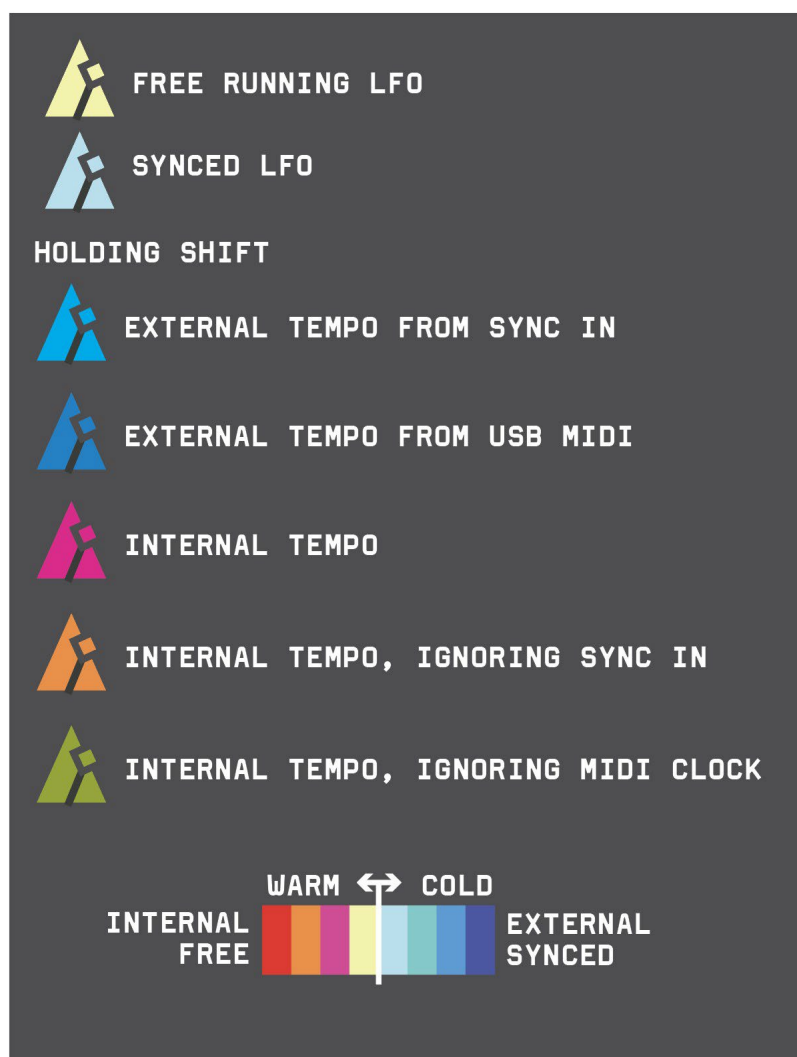 FREE RUNNING LFO
SYNCED LFO
HOLDING SHIFT
EXTERNAL TEMPO FROM SYNC IN
EXTERNAL TEMPO FROM USB MIDI
INTERNAL TEMPO
INTERNAL TEMPO, IGNORING SYNC IN
INTERNAL TEMPO, IGNORING MIDI CLOCK
WARM COLD
INTERNAL
FREE
EXTERNAL
SYNCED